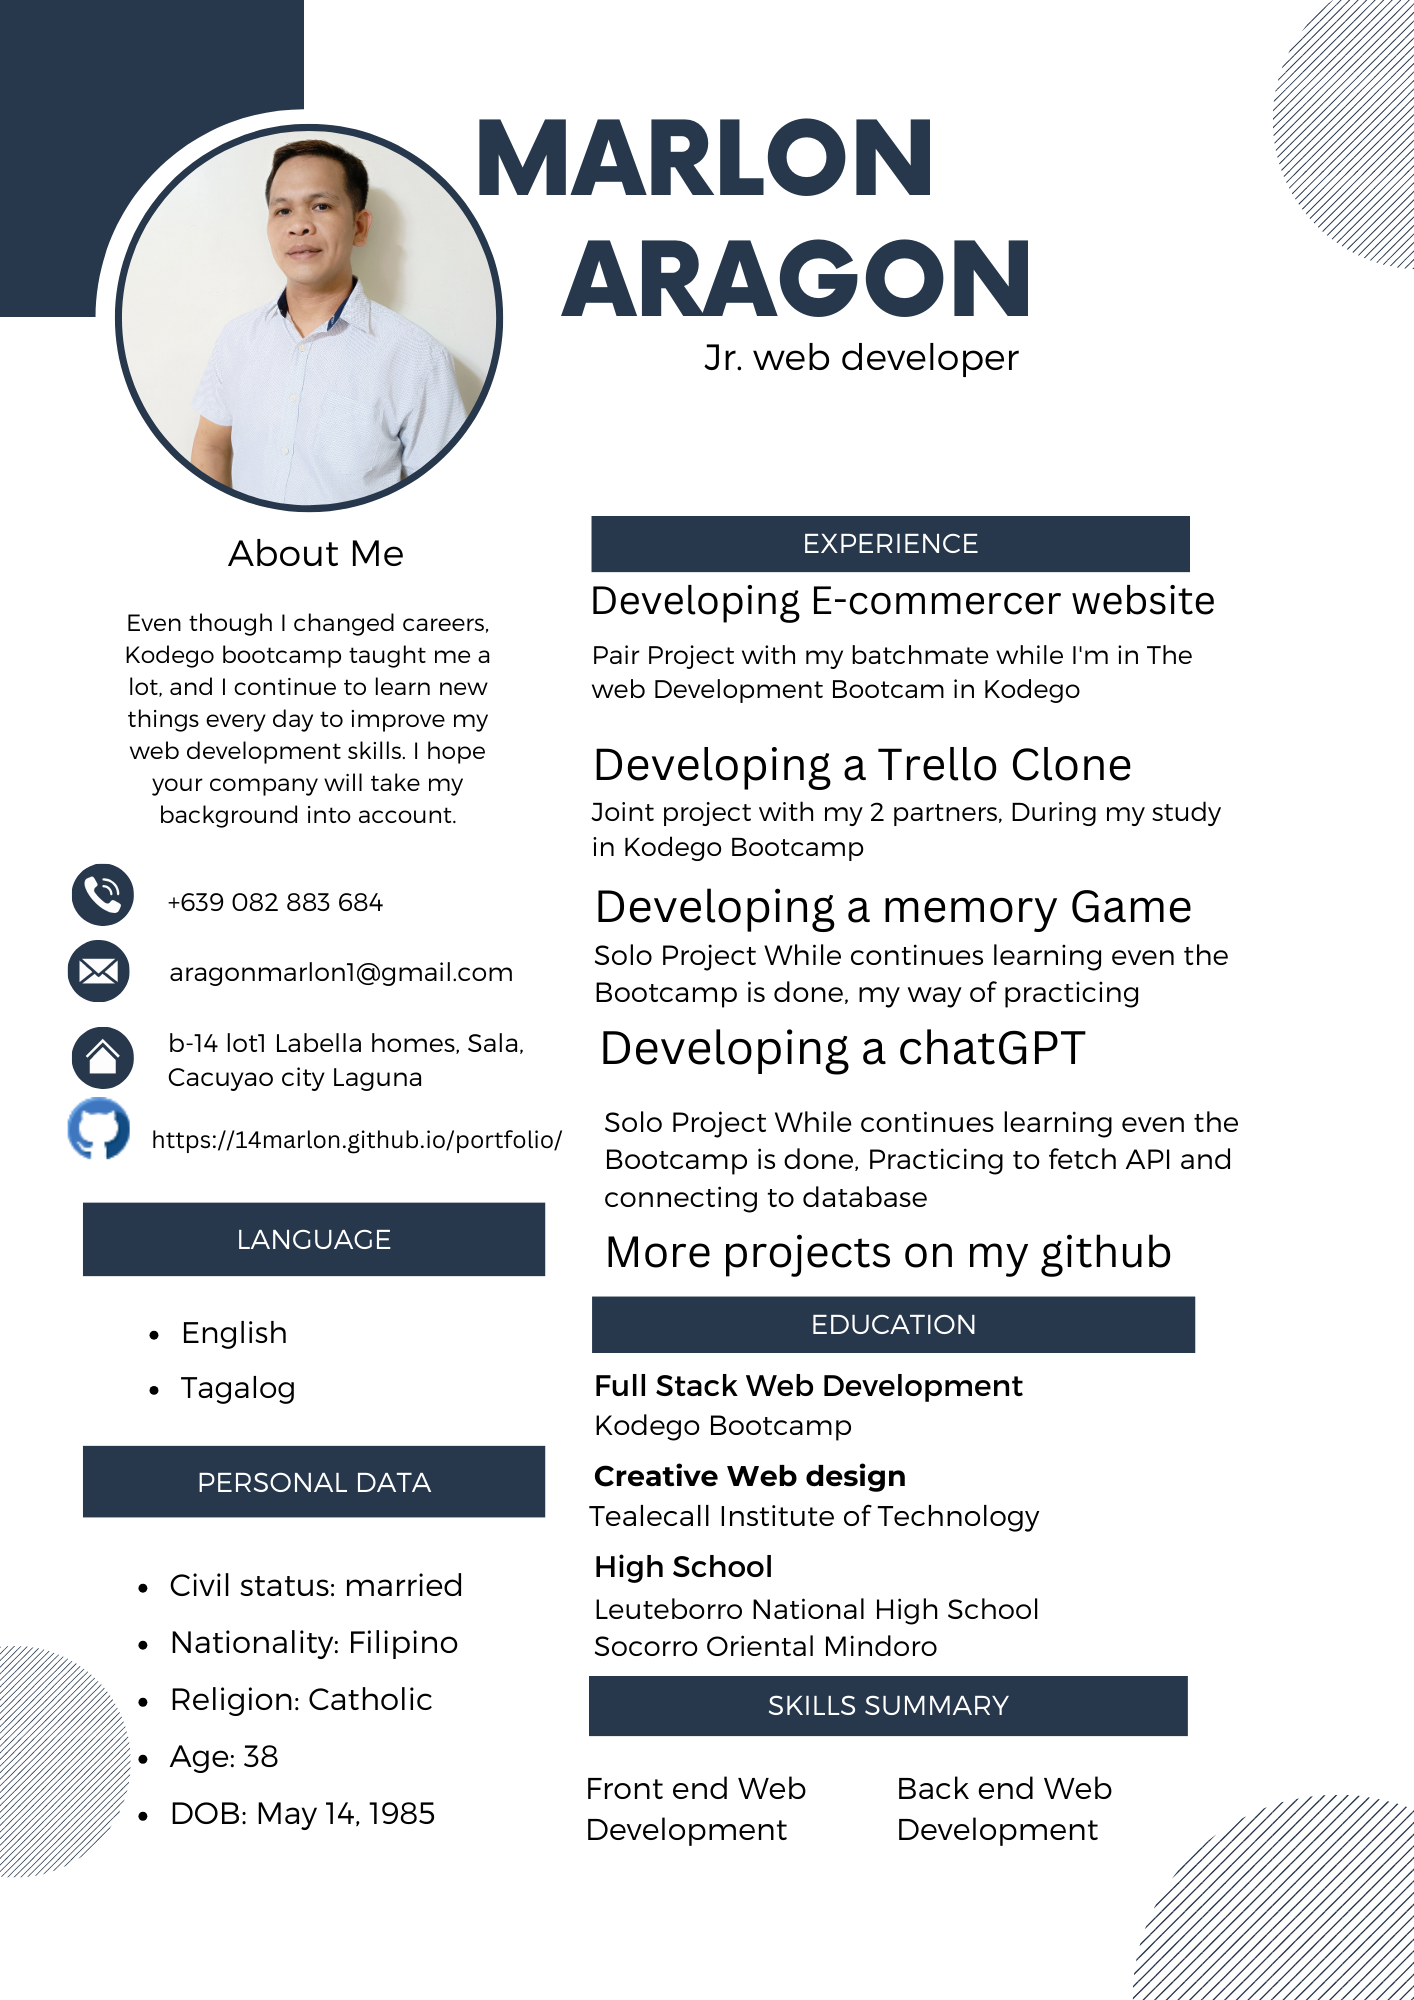 MARLON
ARAGON
Jr. web developer
About Me
Even though I changed careers,
Kodego bootcamp taught me a
lot, and I continue to learn new
things every day to improve my
web development skills. I hope
your company will take my
background into account.
+639 082 883 684
aragonmarlon1@gmail.com
b-14 lot1 Labella homes, Sala,
Cacuyao city Laguna
https://14marlon.github.io/portfolio/
LANGUAGE
• English
• Tagalog
PERSONAL DATA
• Civil status: married
• Nationality: Filipino
• Religion: Catholic
• Age: 38
• DOB: May 14, 1985
EXPERIENCE
Developing E-commercer website
Pair Project with my batchmate while I'm in The
web Development Bootcam in Kodego
Developing a Trello Clone
Joint project with my 2 partners, During my study
in Kodego Bootcamp
Developing a memory Game
Solo Project While continues learning even the
Bootcamp is done, my way of practicing
Developing a chatGPT
Solo Project While continues learning even the
Bootcamp is done, Practicing to fetch API and
connecting to database
More projects on my github
EDUCATION
Full Stack Web Development
Kodego Bootcamp
Creative Web design
Tealecall Institute of Technology
High School
Leuteborro National High School
Socorro Oriental Mindoro
SKILLS SUMMARY
Front end Web
Development
Back end Web
Development